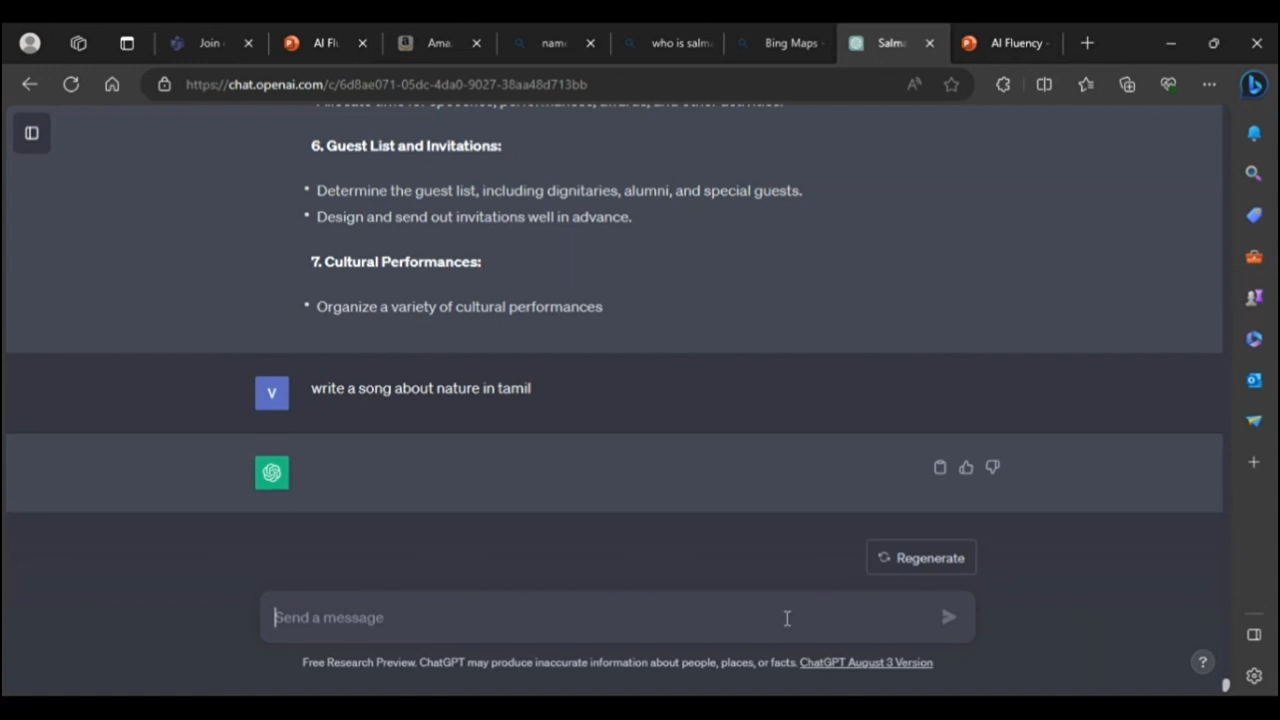 Join
AI Fl
Ama
nam
who is salm
Bing Maps
Salm
AI Fluency
https://chat.openai.com/c/6d8ae071-05dc-4da0-9027-38aa48d713bb
6. Guest List and Invitations:
• Determine the guest list, including dignitaries, alumni, and special guests.
• Design and send out invitations well in advance.
7. Cultural Performances:
• Organize a variety of cultural performances
V
write a song about nature in tamil
Regenerate
Send a message
Free Research Preview. ChatGPT may produce inaccurate information about people, places, or facts. ChatGPT August 3 Version
?